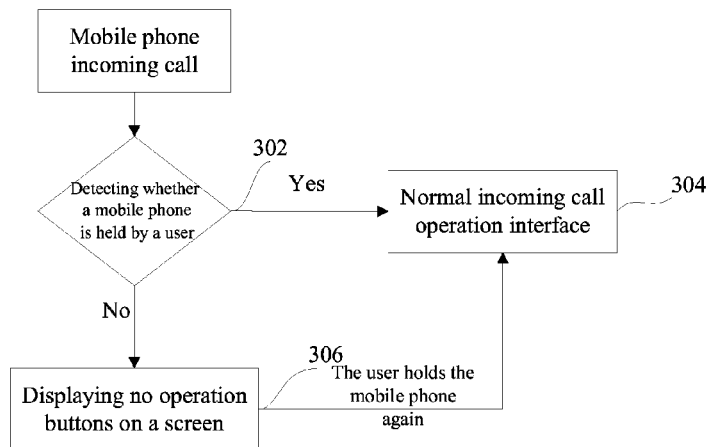 Mobile phone
incoming call
302
Detecting whether
a mobile phone
is held by a user
Yes
Normal incoming call
operation interface
304
No
306
Displaying no operation
buttons on a screen
The user holds the
mobile phone
again